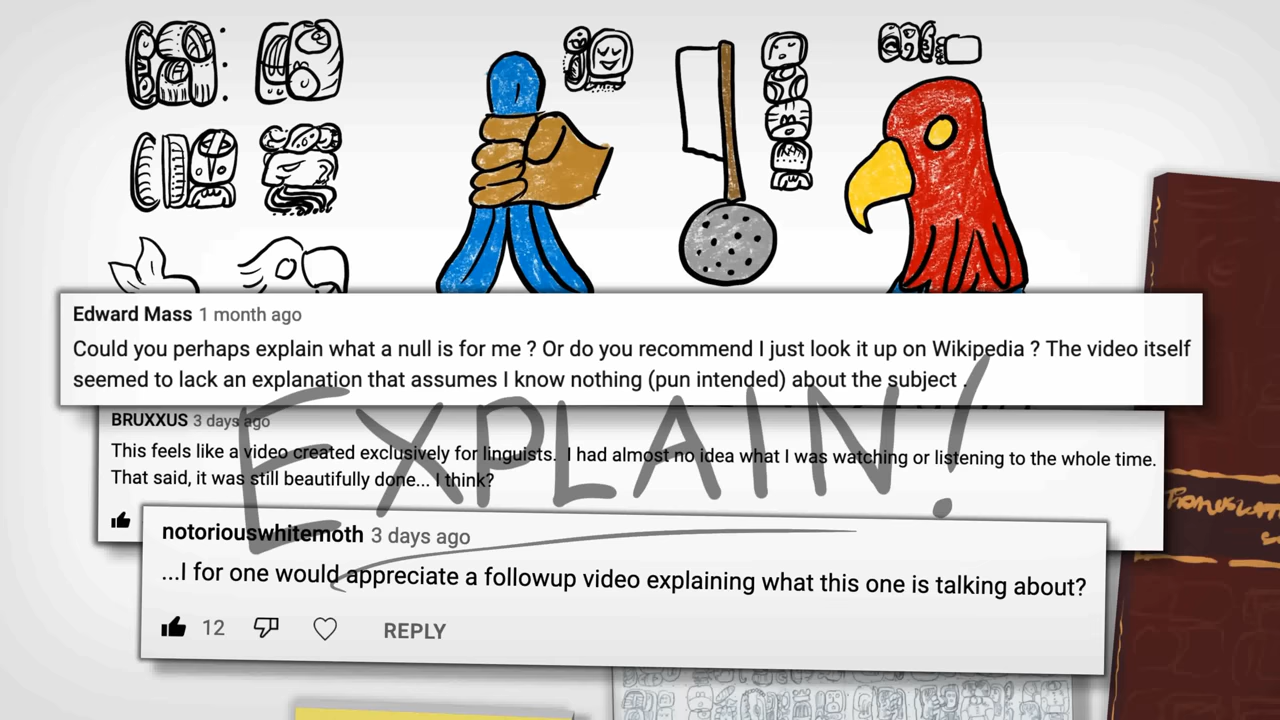 Edward Mass 1 month ago
Could you perhaps explain what a null is for me ? Or do you recommend I just look it up on Wikipedia ? The video itself
seemed to lack an explanation that assumes I know nothing (pun intended) about the subject .
EXPLAIN!
BRUXXUS 3 days ago
This feels like a video created exclusively for linguists. I had almost no idea what I was watching or listening to the whole time.
That said, it was still beautifully done... I think?
notoriouswhitemoth 3 days ago
...I for one would appreciate a followup video explaining what this one is talking about?
12 REPLY